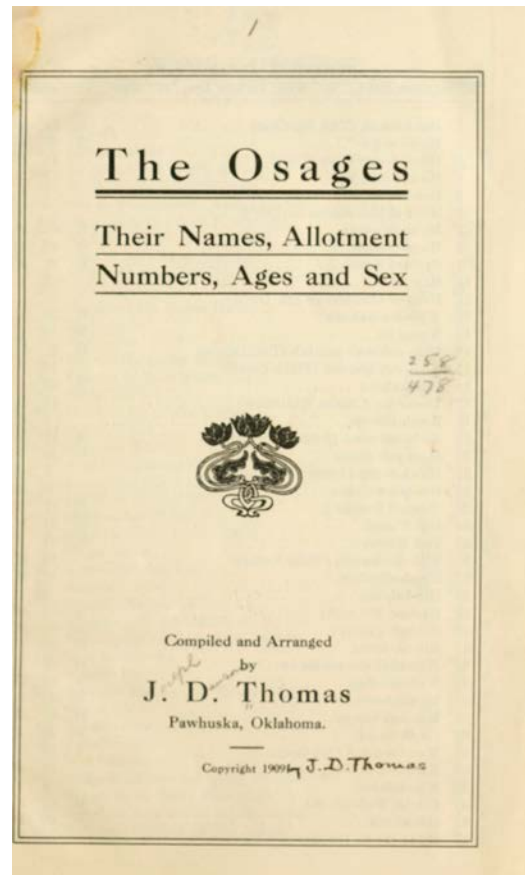 1
The Osages
Their Names, Allotment
Numbers, Ages and Sex
258
478
Compiled and Arranged
by
J. D. Thomas
Pawhuska, Oklahoma.
Copyright 1909 by J. D. Thomas